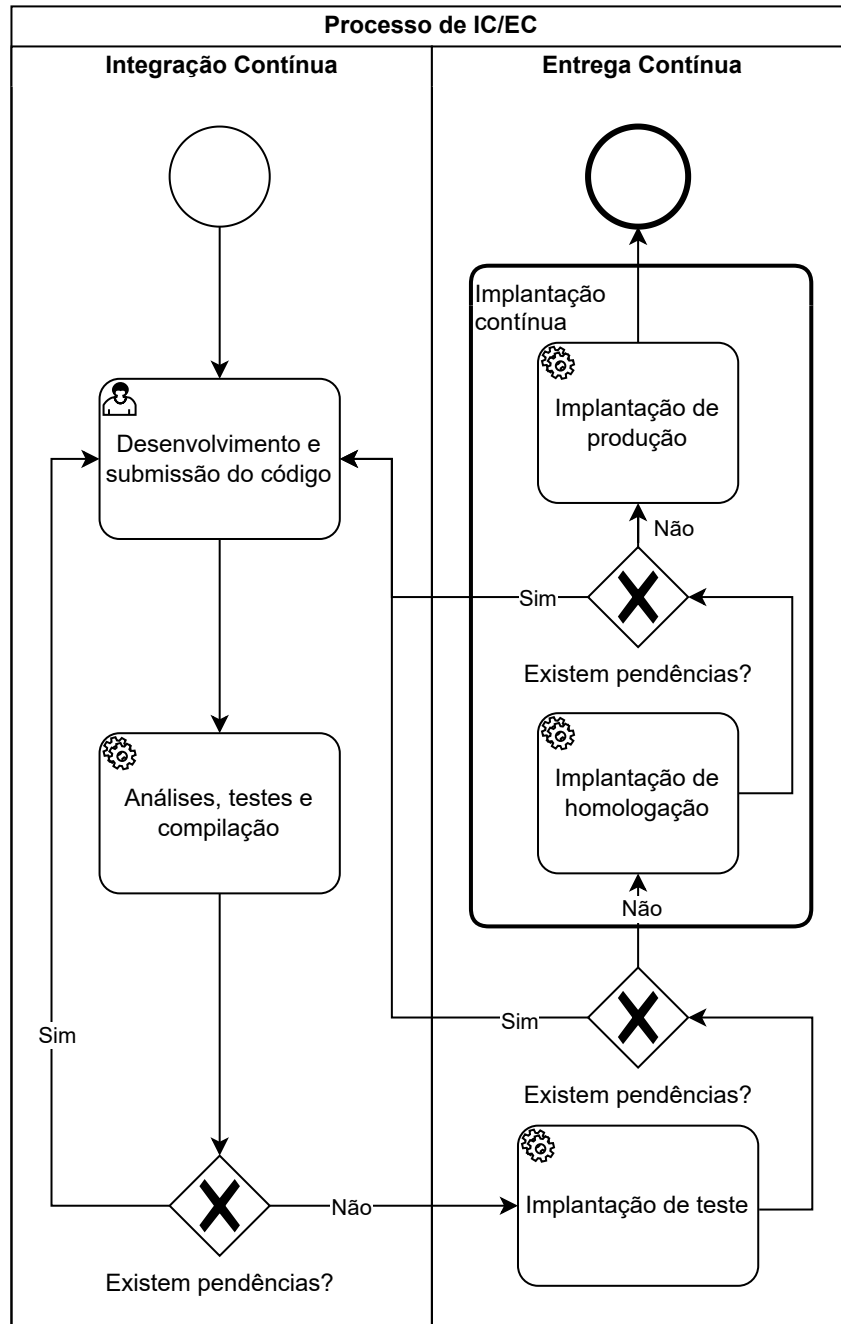 Processo de IC/EC
Integração Contínua
Entrega Contínua
Implantação
contínua
Implantação de
produção
Desenvolvimento e
submissão do código
Não
Sim
Existem pendências?
Implantação de
homologação
Análises, testes e
compilação
Não
Sim
Sim
Existem pendências?
Implantação de teste
Não
Existem pendências?